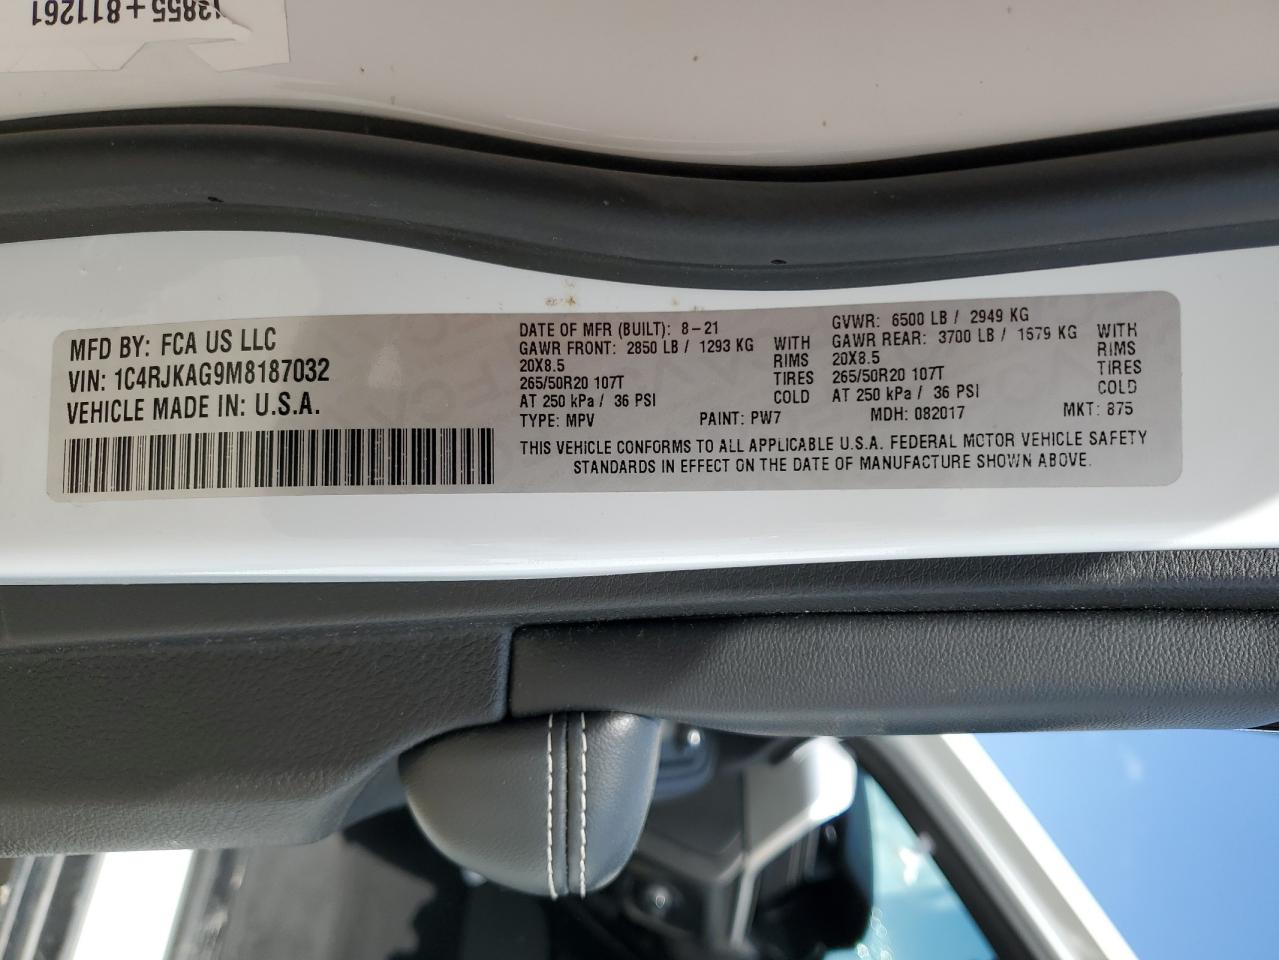 13855+811261
MFD BY: FCA US LLC
VIN: 1C4RJKAG9M8187032
VEHICLE MADE IN: U.S.A.
DATE OF MFR (BUILT): 8-21
GAWR FRONT: 2850 LB / 1293 KG WITH
20X8.5 RIMS
265/50R20 107T TIRES
AT 250 kPa / 36 PSI COLD
TYPE: MPV PAINT: PW7
GVWR: 6500 LB / 2949 KG
GAWR REAR: 3700 LB / 1679 KG WITH
20X8.5 RIMS
265/50R20 107T TIRES
AT 250 kPa / 36 PSI COLD
MDH: 082017 MKT: 875
THIS VEHICLE CONFORMS TO ALL APPLICABLE U.S.A. FEDERAL MOTOR VEHICLE SAFETY
STANDARDS IN EFFECT ON THE DATE OF MANUFACTURE SHOWN ABOVE.